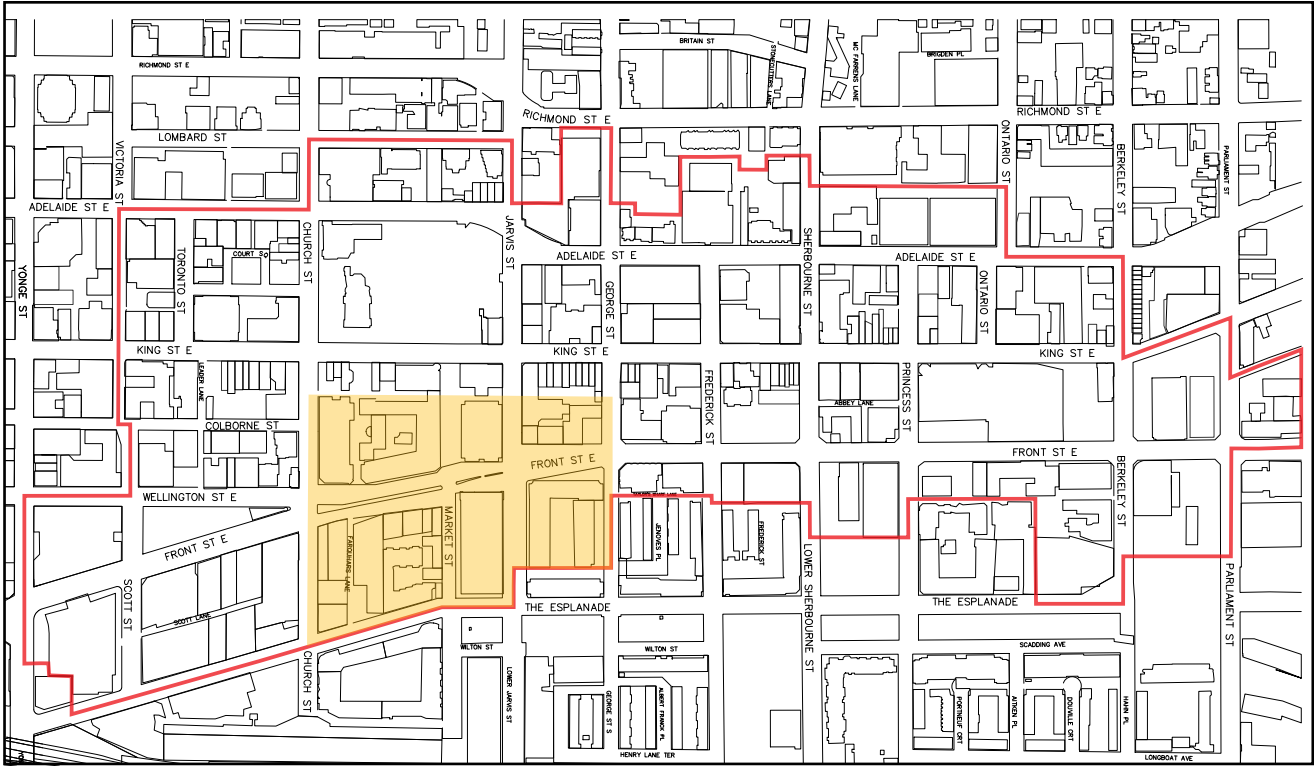 BRITAIN ST
STONECUTTERS LANE
MC FARRENS LANE
BRIGDEN PL
RICHMOND ST E
RICHMOND ST E
RICHMOND ST E
LOMBARD ST
VICTORIA ST
ONTARIO ST
BERKELEY ST
PARLIAMENT ST
ADELAIDE ST E
CHURCH ST
JARVIS ST
SHERBOURNE ST
TORONTO ST
COURT SQ
ADELAIDE ST E
ADELAIDE ST E
YONGE ST
GEORGE ST
ONTARIO ST
KING ST E
KING ST E
KING ST E
LEADER LANE
FREDERICK ST
PRINCESS ST
ABBEY LANE
COLBORNE ST
FRONT ST E
FRONT ST E
BERKELEY ST
WELLINGTON ST E
MARKET ST
FRONT ST E
FARQUHARS LANE
JENOVES PL
FREDERICK ST
LOWER SHERBOURNE ST
PARLIAMENT ST
SCOTT ST
SCOTT LANE
THE ESPLANADE
THE ESPLANADE
CHURCH ST
WILTON ST
WILTON ST
SCADDING AVE
LOWER JARVIS ST
GEORGE ST S
ALBERT FRANCK PL
PORTNEUF CRT
AITKEN PL
DOUVILLE CRT
HAHN PL
HENRY LANE TER
LONGBOAT AVE